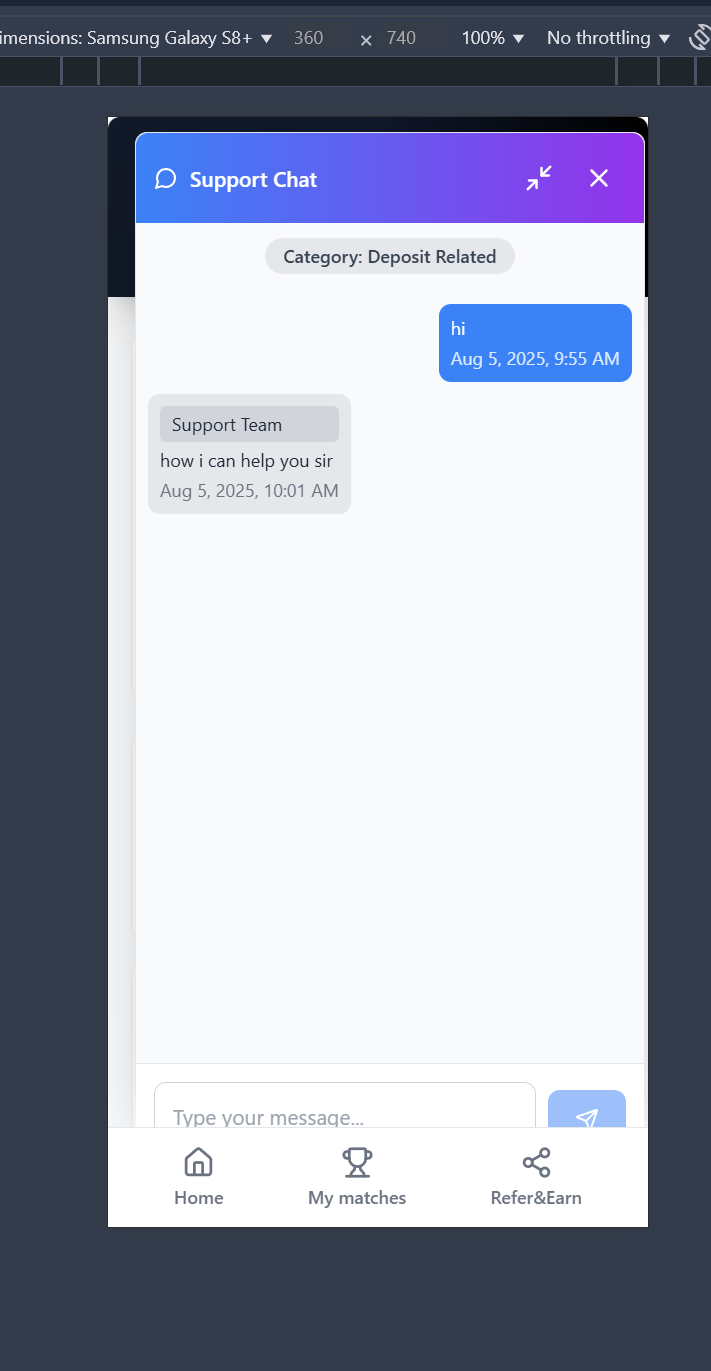 imensions: Samsung Galaxy S8+ ▼ 360 × 740 100% ▼ No throttling ▼
Support Chat
Category: Deposit Related
hi
Aug 5, 2025, 9:55 AM
Support Team
how i can help you sir
Aug 5, 2025, 10:01 AM
Type your message...
Home My matches Refer&Earn